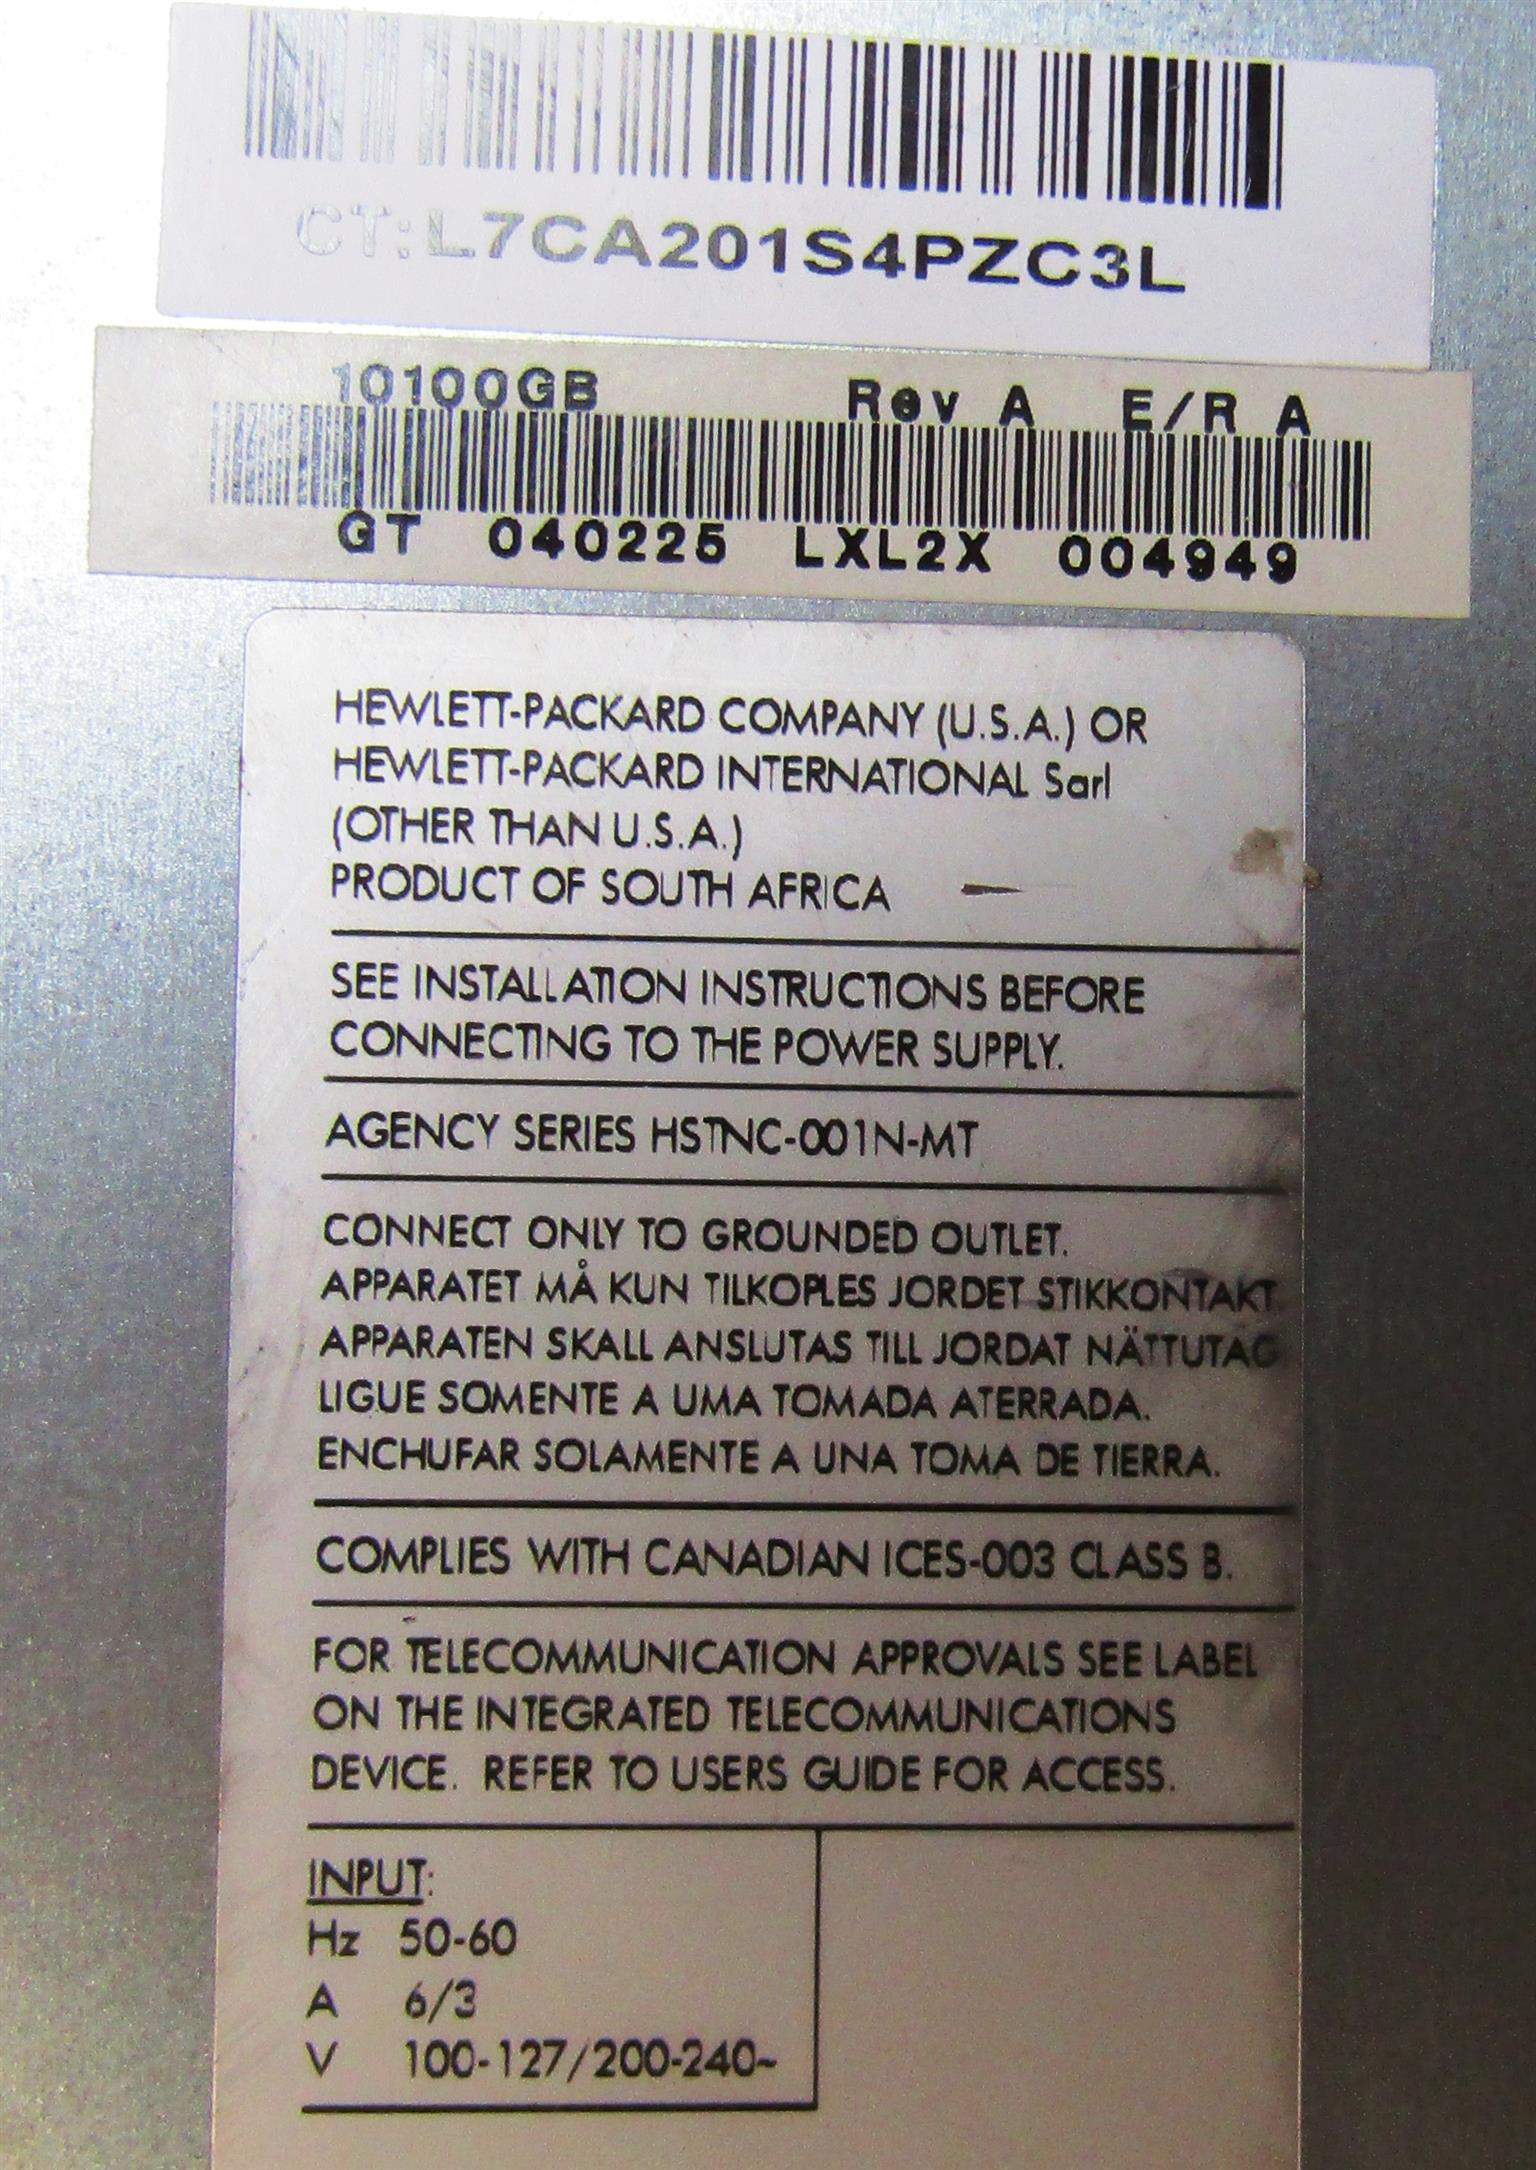 CT:L7CA201S4PZC3L
10100GB Rev A E/R A
GT 040225 LXL2X 004949
HEWLETT-PACKARD COMPANY (U.S.A.) OR
HEWLETT-PACKARD INTERNATIONAL Sarl
(OTHER THAN U.S.A.)
PRODUCT OF SOUTH AFRICA
SEE INSTALLATION INSTRUCTIONS BEFORE
CONNECTING TO THE POWER SUPPLY.
AGENCY SERIES HSTNC-001N-MT
CONNECT ONLY TO GROUNDED OUTLET.
APPARATET MÅ KUN TILKOPLES JORDET STIKKONTAKT
APPARATEN SKALL ANSLUTAS TILL JORDAT NÄTTUTAG
LIGUE SOMENTE A UMA TOMADA ATERRADA.
ENCHUFAR SOLAMENTE A UNA TOMA DE TIERRA.
COMPLIES WITH CANADIAN ICES-003 CLASS B.
FOR TELECOMMUNICATION APPROVALS SEE LABEL
ON THE INTEGRATED TELECOMMUNICATIONS
DEVICE. REFER TO USERS GUIDE FOR ACCESS.
INPUT:
Hz 50-60
A 6/3
V 100-127/200-240~